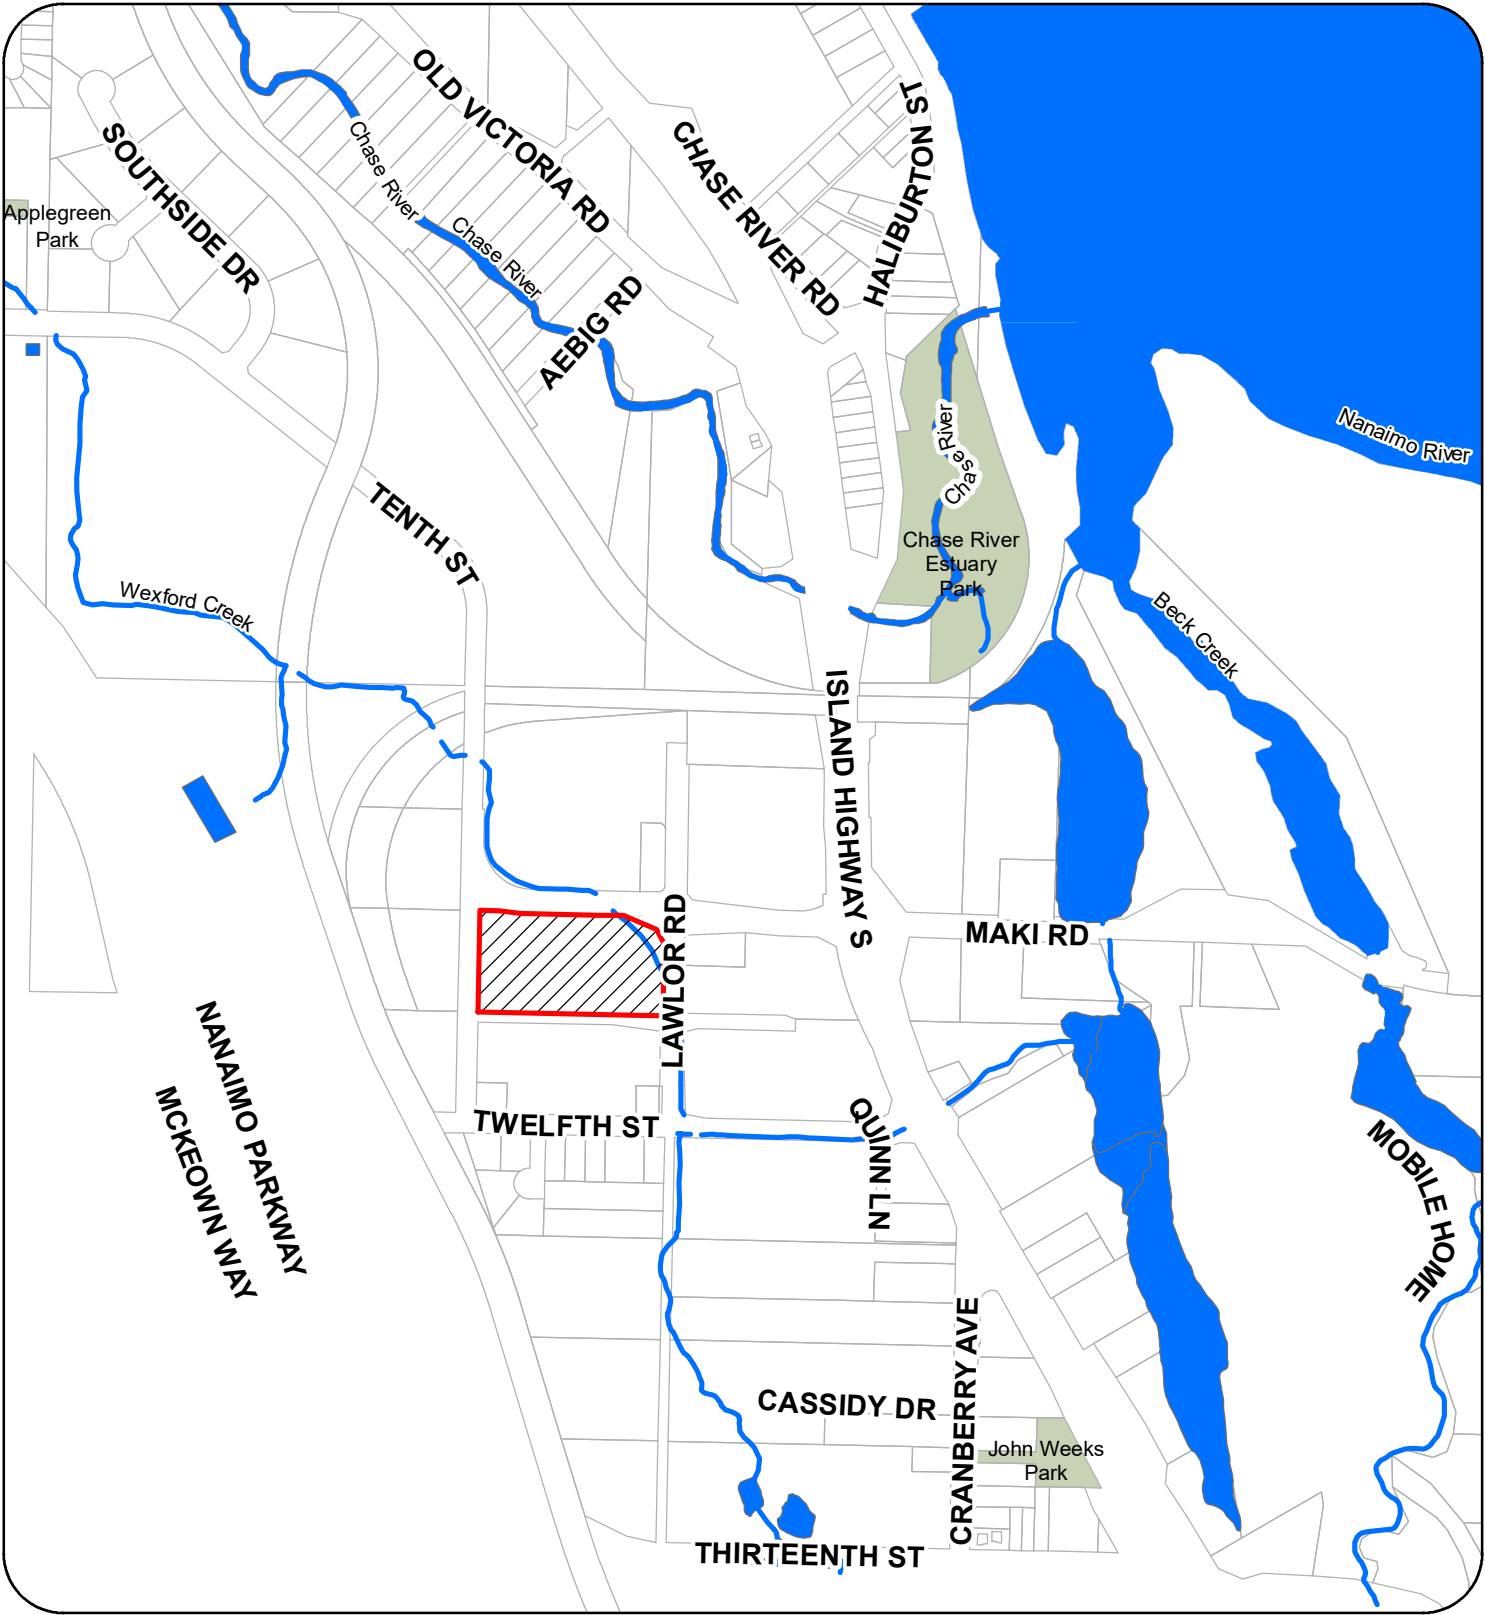 OLD VICTORIA RD
HALIBURTON ST
SOUTHSIDE DR
Chase River
CHASE RIVER RD
Applegreen
Park
Chase River
AEBIG RD
Nanaimo River
Chase River
TENTH ST
Chase River
Estuary
Park
Wexford Creek
Beck Creek
ISLAND HIGHWAY S
LAWLOR RD
MAKI RD
NANAIMO PARKWAY
MCKEOWN WAY
TWELFTH ST
QUINN LN
MOBILE HOME
CRANBERRY AVE
CASSIDY DR
John Weeks
Park
THIRTEENTH ST